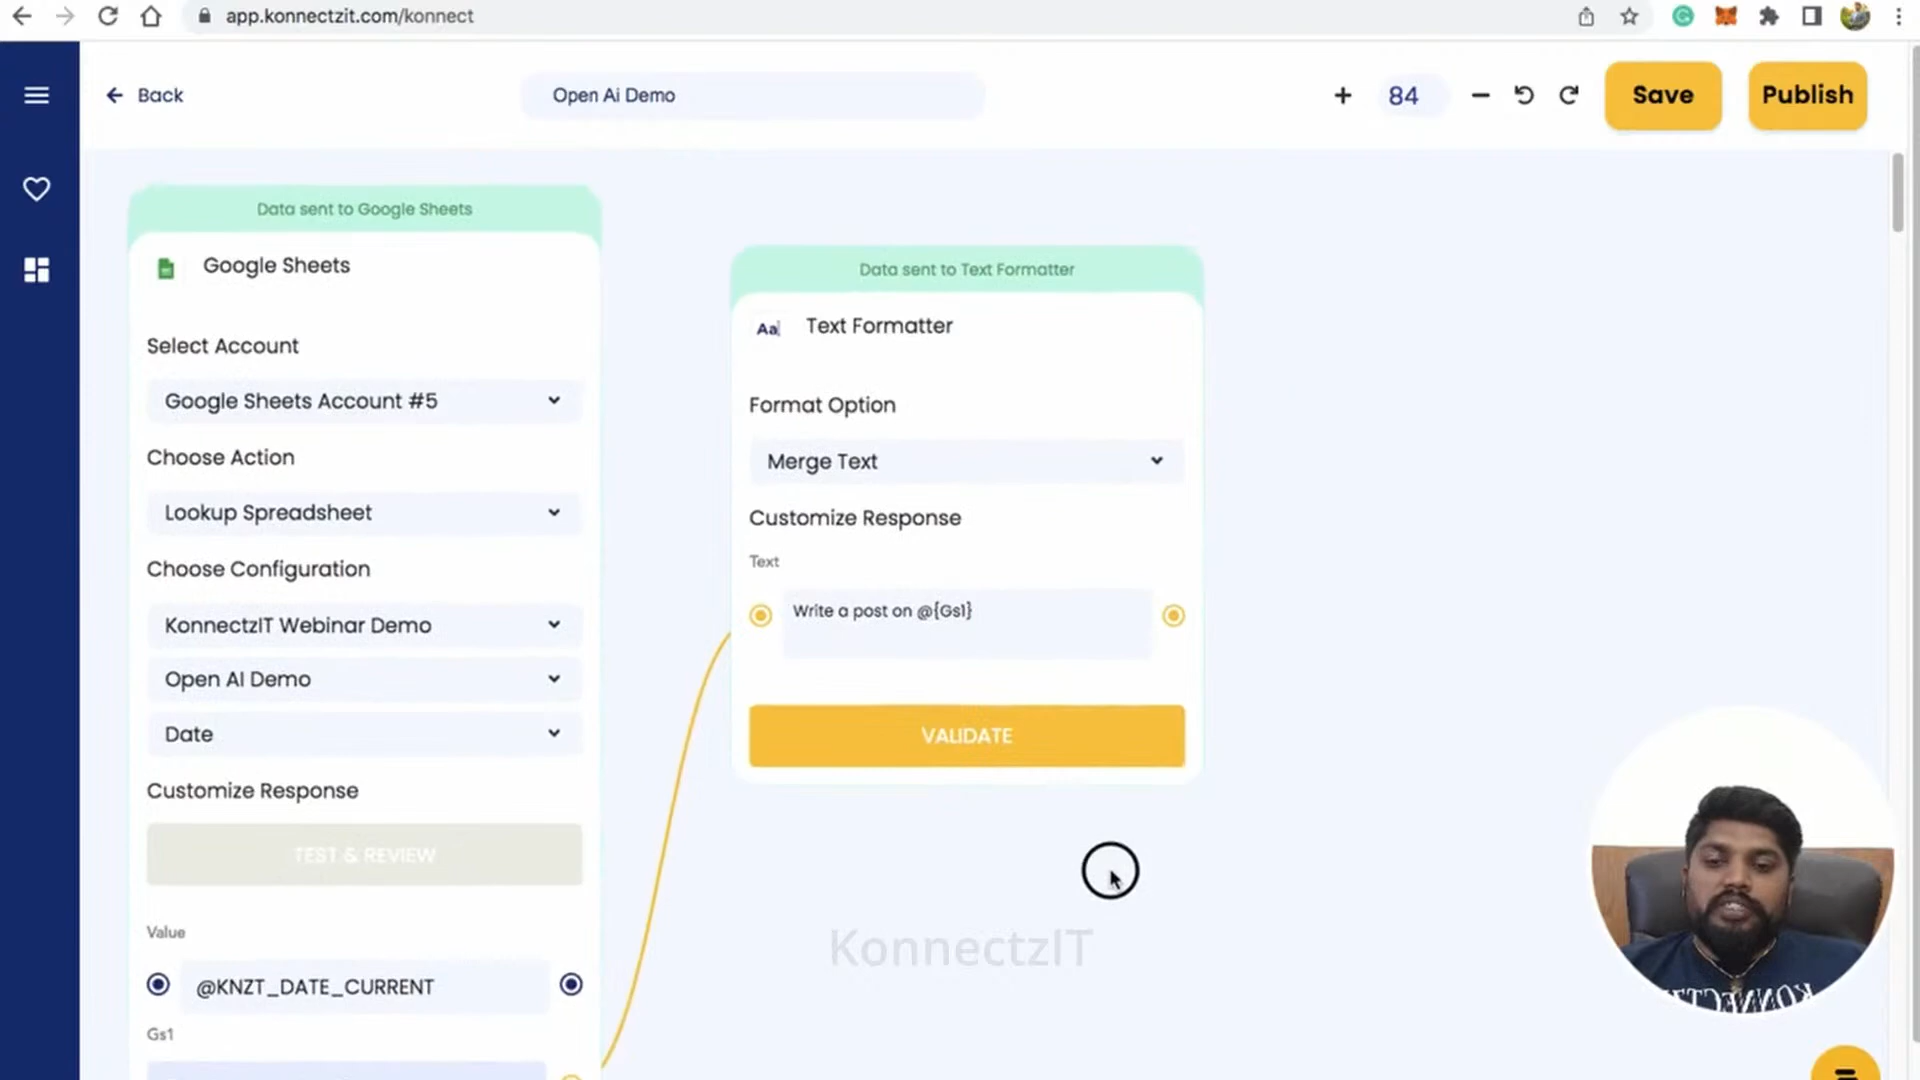 app.konnectzit.com/konnect
Back
Open Ai Demo
84
Save
Publish
Data sent to Google Sheets
Google Sheets
Select Account
Google Sheets Account #5
Choose Action
Lookup Spreadsheet
Choose Configuration
KonnectzIT Webinar Demo
Open AI Demo
Date
Customize Response
TEST & REVIEW
Value
@KNZT_DATE_CURRENT
Gs1
Data sent to Text Formatter
Aa
Text Formatter
Format Option
Merge Text
Customize Response
Text
Write a post on @{Gs1}
VALIDATE
KonnectzIT